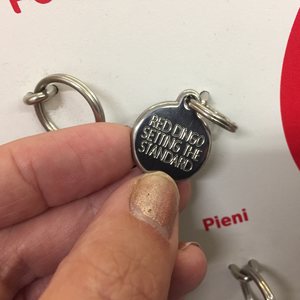 RED DINGO
SETTING THE
STANDARD
Pieni